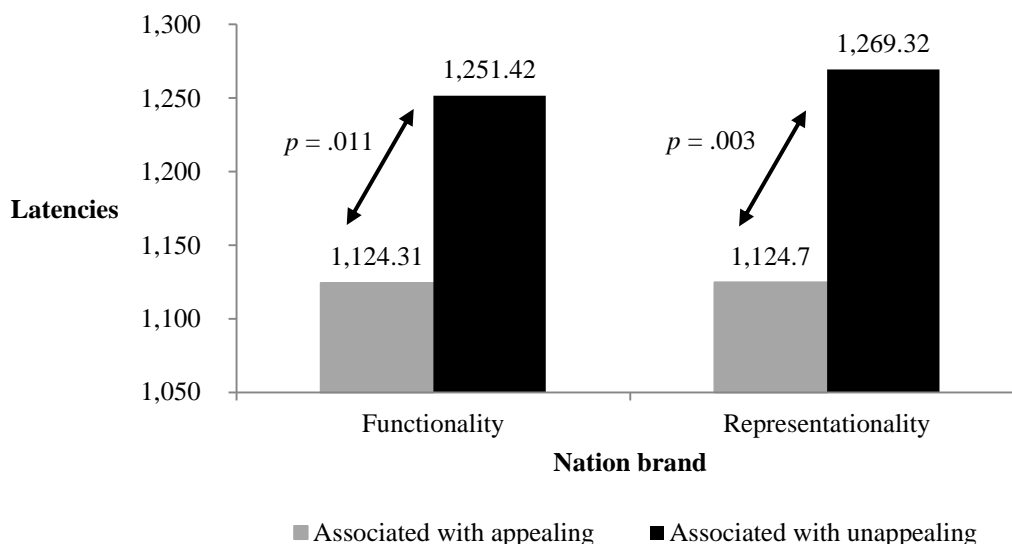 1,300
1,269.32
1,251.42
1,250
p = .011
p = .003
1,200
Latencies
1,150
1,124.31
1,124.7
1,100
1,050
Functionality
Representationality
Nation brand
Associated with appealing
Associated with unappealing